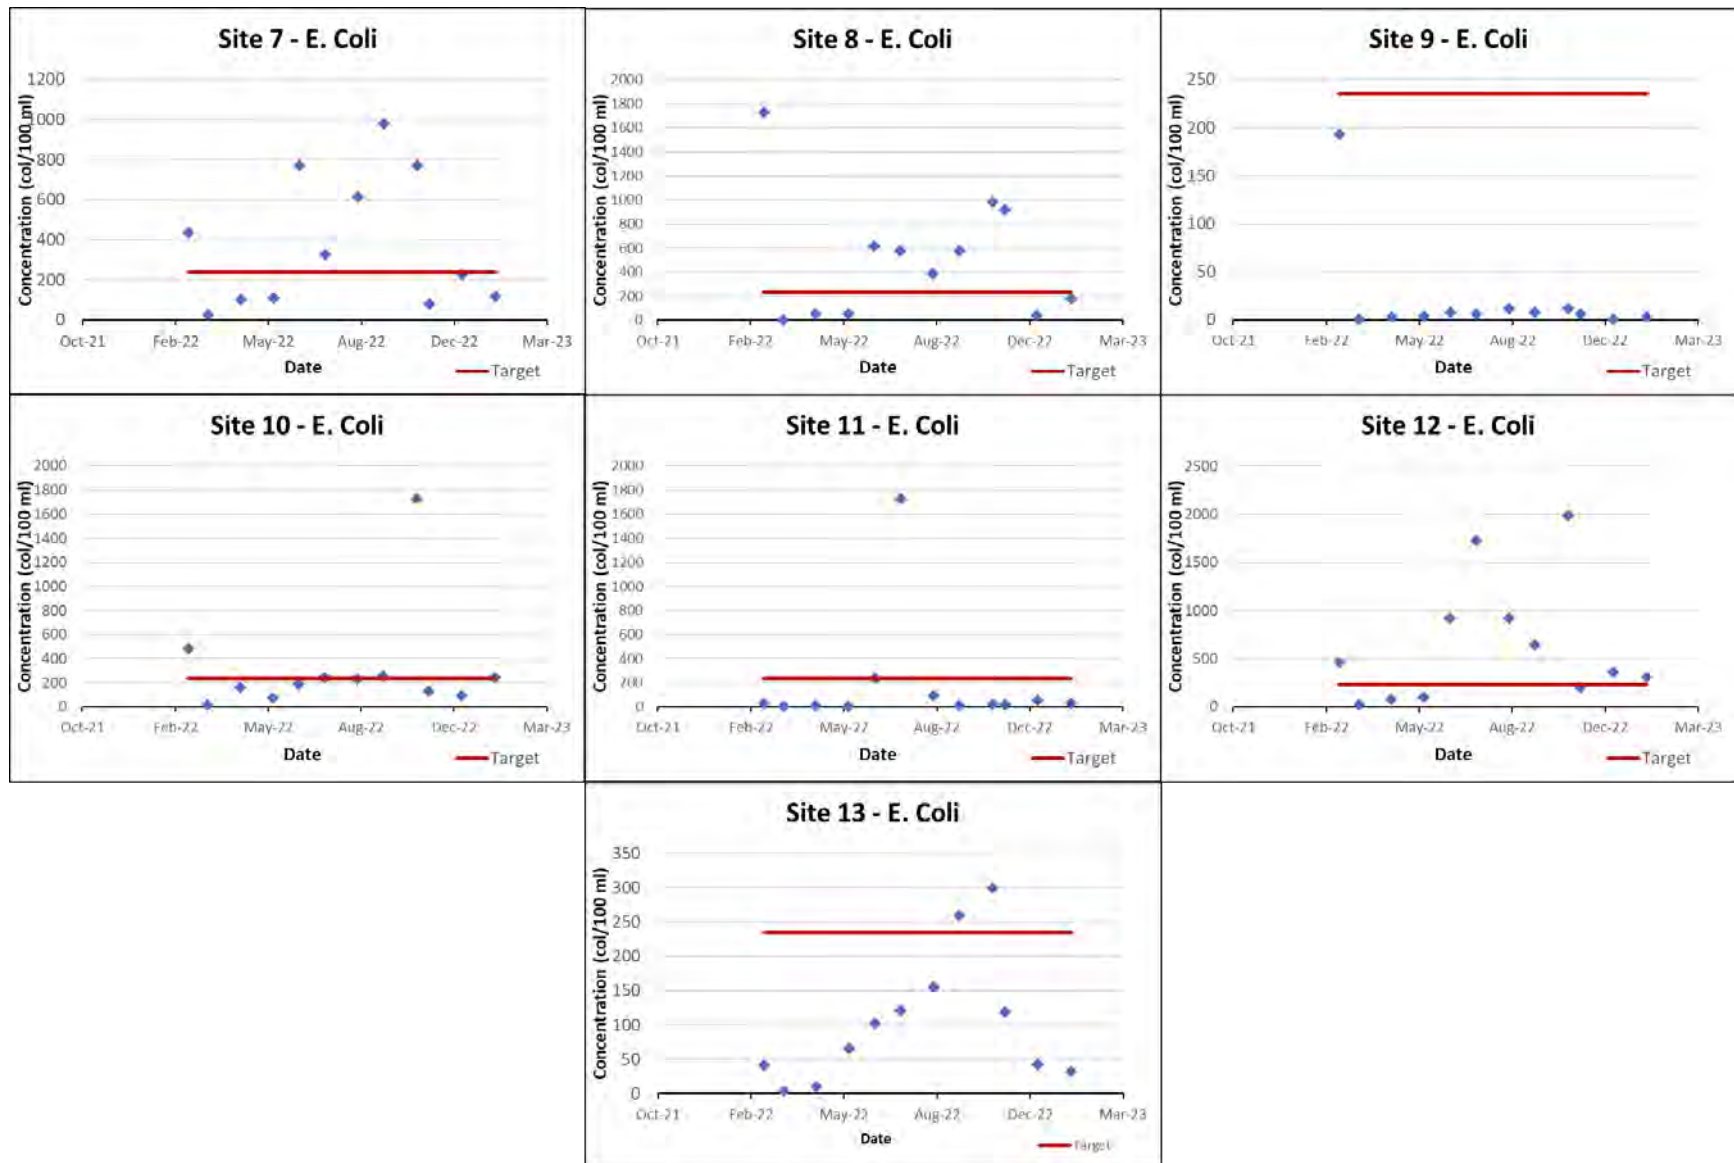 Site 7 - E. Coli
Concentration (col/100 ml)
1200
1000
800
600
400
200
0
Oct-21 Feb-22 May-22 Aug-22 Dec-22 Mar-23
Date
Target
Site 8 - E. Coli
Concentration (col/100 ml)
2000
1800
1600
1400
1200
1000
800
600
400
200
0
Oct-21 Feb-22 May-22 Aug-22 Dec-22 Mar-23
Date
Target
Site 9 - E. Coli
Concentration (col/100 ml)
250
200
150
100
50
0
Oct-21 Feb-22 May-22 Aug-22 Dec-22 Mar-23
Date
Target
Site 10 - E. Coli
Concentration (col/100 ml)
2000
1800
1600
1400
1200
1000
800
600
400
200
0
Oct-21 Feb-22 May-22 Aug-22 Dec-22 Mar-23
Date
Target
Site 11 - E. Coli
Concentration (col/100 ml)
2000
1800
1600
1400
1200
1000
800
600
400
200
0
Oct-21 Feb-22 May-22 Aug-22 Dec-22 Mar-23
Date
Target
Site 12 - E. Coli
Concentration (col/100 ml)
2500
2000
1500
1000
500
0
Oct-21 Feb-22 May-22 Aug-22 Dec-22 Mar-23
Date
Target
Site 13 - E. Coli
Concentration (col/100 ml)
350
300
250
200
150
100
50
0
Oct-21 Feb-22 May-22 Aug-22 Dec-22 Mar-23
Date
Target